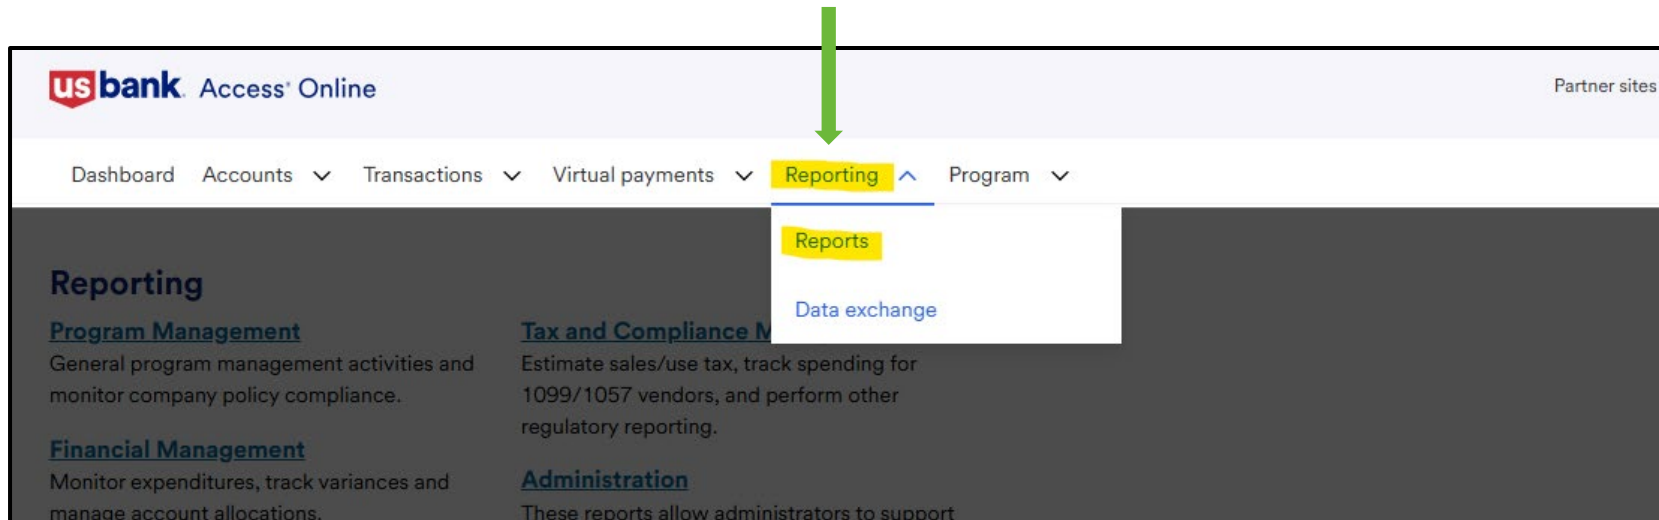 usbank. Access® Online
Partner sites
Dashboard Accounts Transactions Virtual payments Reporting Program
Reports
Data exchange
Reporting
Program Management
General program management activities and
monitor company policy compliance.
Financial Management
Monitor expenditures, track variances and
manage account allocations.
Tax and Compliance
Estimate sales/use tax, track spending for
1099/1057 vendors, and perform other
regulatory reporting.
Administration
These reports allow administrators to support